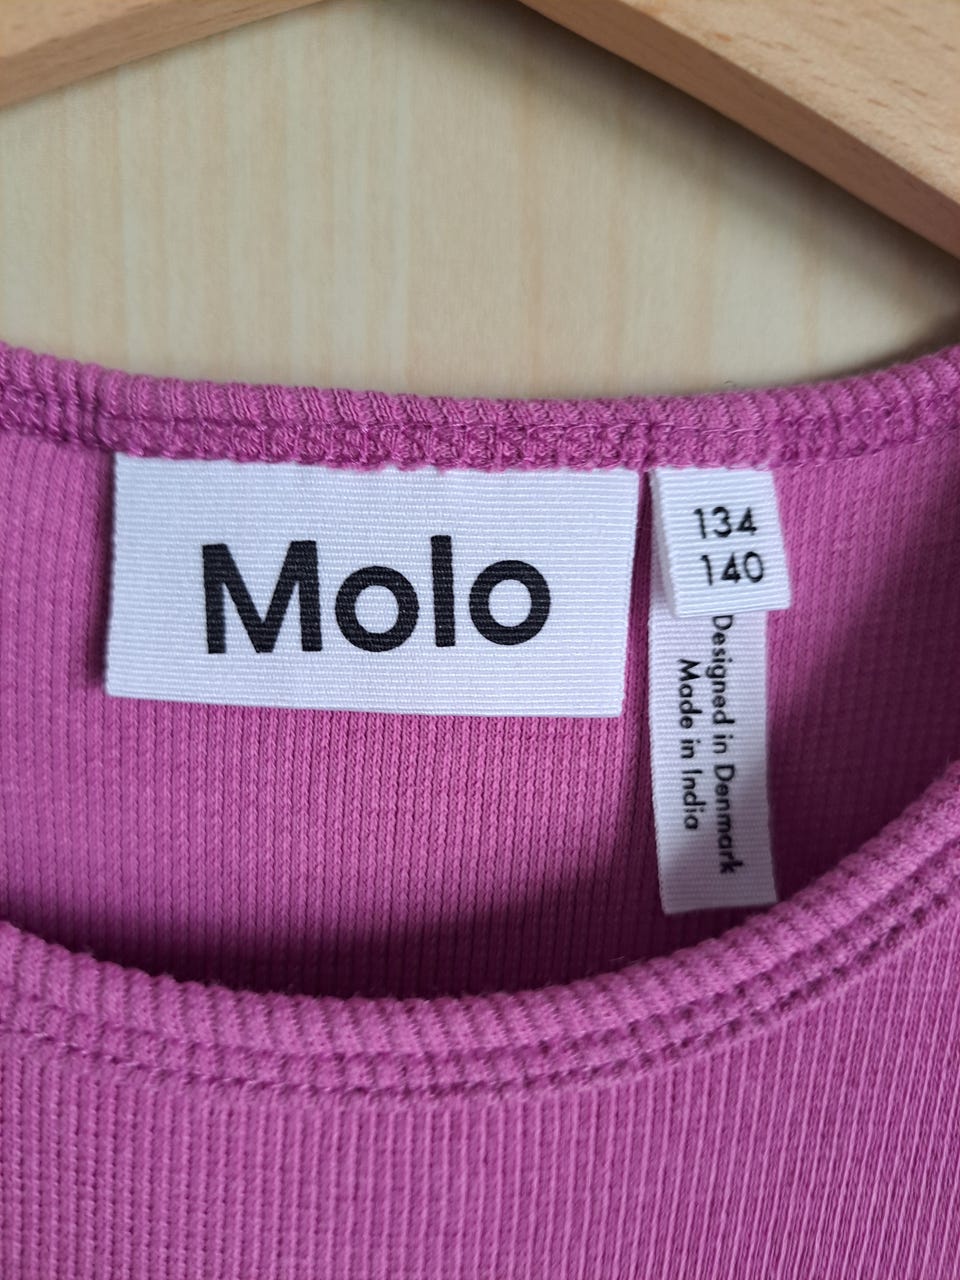 Molo
134
140
Designed in Denmark
Made in India